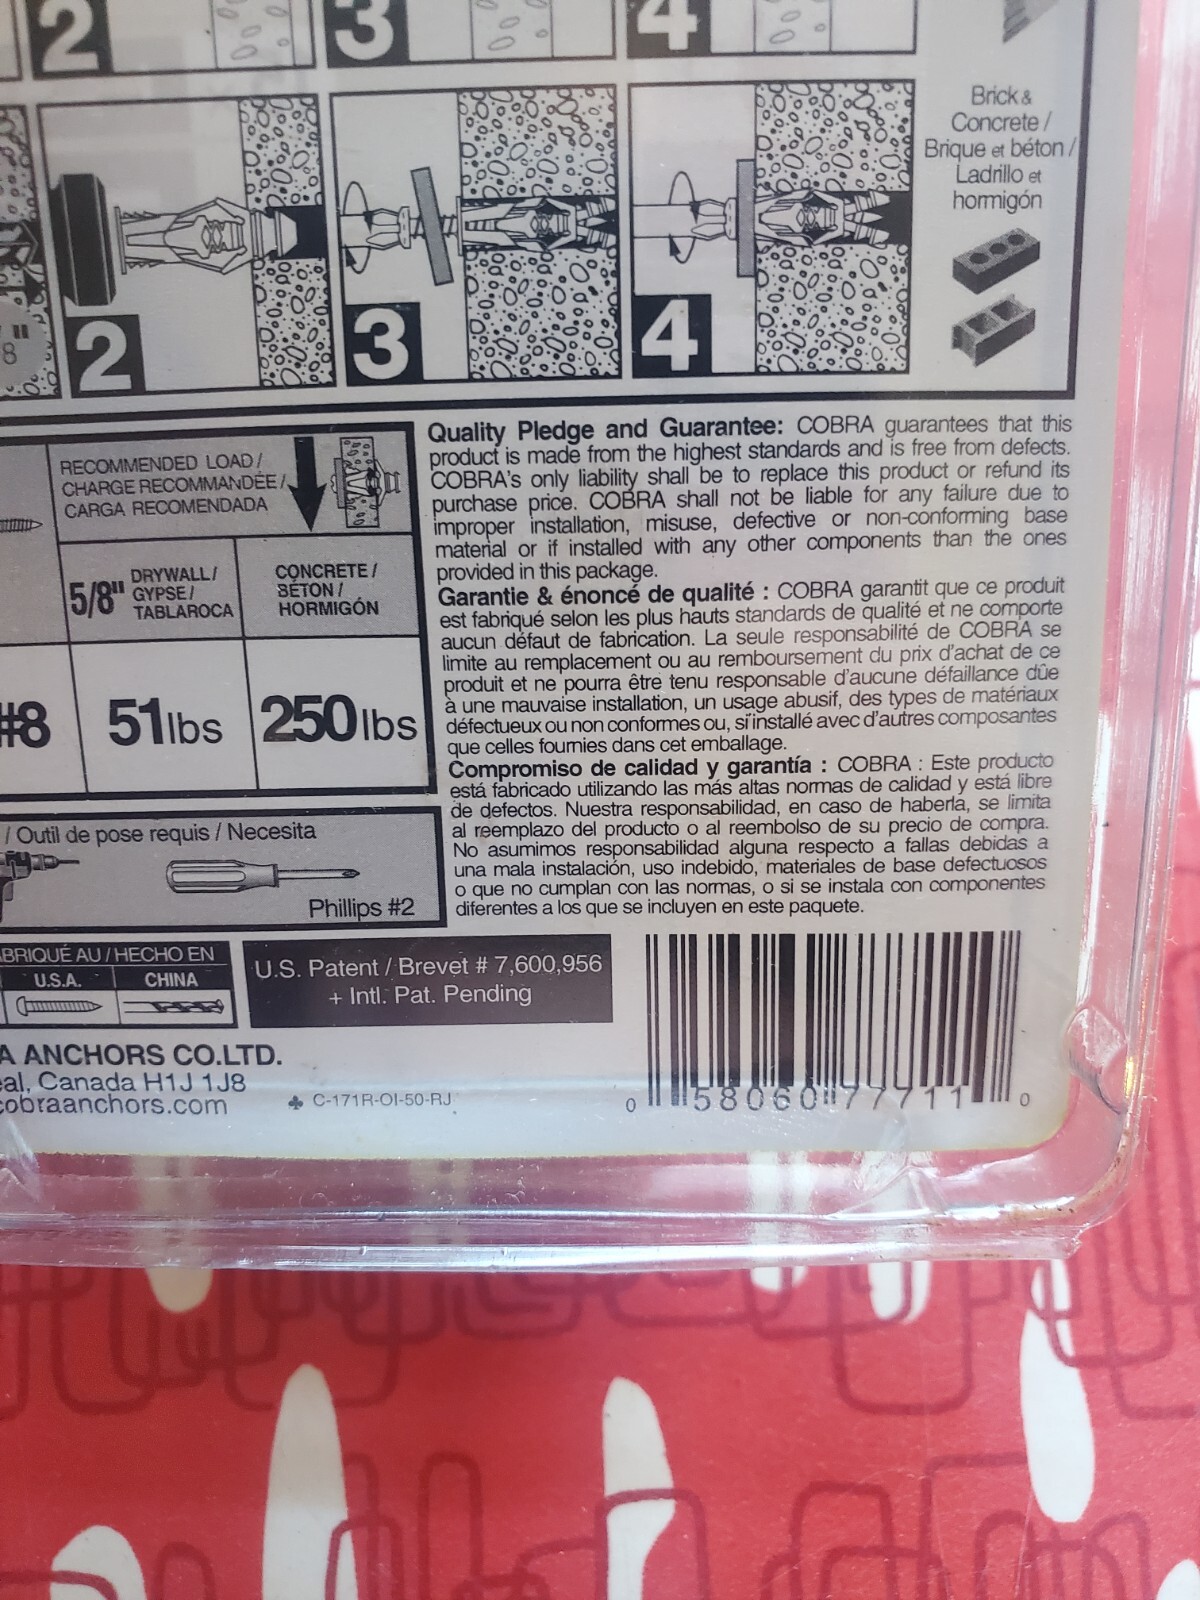 2
3
4
Brick &
Concrete /
Brique et béton /
Ladrillo et
hormigón
8"
2
3
4
RECOMMENDED LOAD /
CHARGE RECOMMANDÉE /
CARGA RECOMENDADA
5/8" DRYWALL /
GYPSE /
TABLAROCA
CONCRETE /
BÉTON /
HORMIGÓN
#8
51 lbs
250 lbs
/ Outil de pose requis / Necesita
Phillips #2
Quality Pledge and Guarantee: COBRA guarantees that this
product is made from the highest standards and is free from defects.
COBRA's only liability shall be to replace this product or refund its
purchase price. COBRA shall not be liable for any failure due to
improper installation, misuse, defective or non-conforming base
material or if installed with any other components than the ones
provided in this package.
Garantie & énoncé de qualité : COBRA garantit que ce produit
est fabriqué selon les plus hauts standards de qualité et ne comporte
aucun défaut de fabrication. La seule responsabilité de COBRA se
limite au remplacement ou au remboursement du prix d'achat de ce
produit et ne pourra être tenu responsable d'aucune défaillance dûe
à une mauvaise installation, un usage abusif, des types de matériaux
défectueux ou non conformes ou, si installé avec d'autres composantes
que celles fournies dans cet emballage.
Compromiso de calidad y garantía : COBRA : Este producto
está fabricado utilizando las más altas normas de calidad y está libre
de defectos. Nuestra responsabilidad, en caso de haberla, se limita
al reemplazo del producto o al reembolso de su precio de compra.
No asumimos responsabilidad alguna respecto a fallas debidas a
una mala instalación, uso indebido, materiales de base defectuosos
o que no cumplan con las normas, o si se instala con componentes
diferentes a los que se incluyen en este paquete.
ABRIQUÉ AU / HECHO EN
U.S.A.
CHINA
U.S. Patent / Brevet # 7,600,956
+ Intl. Pat. Pending
A ANCHORS CO.LTD.
eal, Canada H1J 1J8
cobraanchors.com
C-171R-OI-50-RJ
0 58060 77711 0